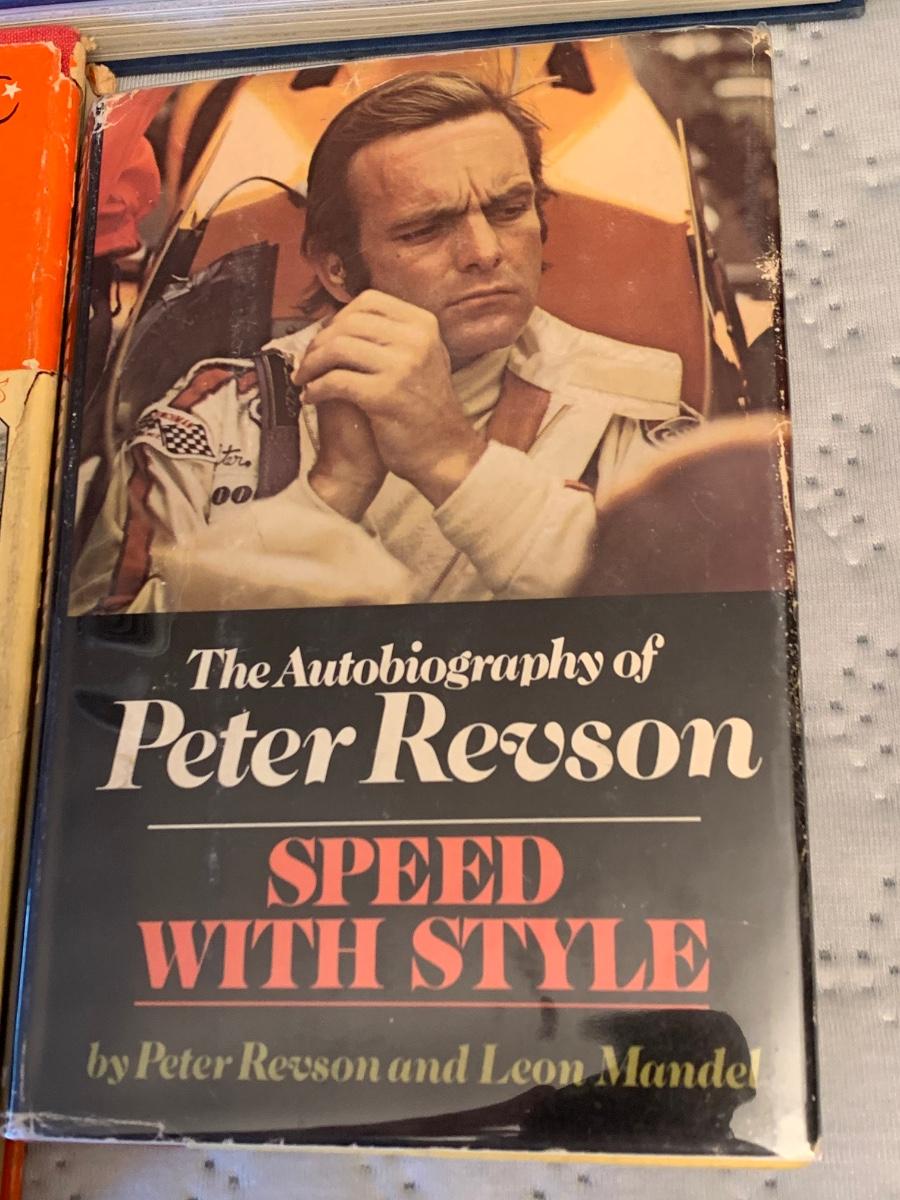 The Autobiography of
Peter Revson
SPEED
WITH STYLE
by Peter Revson and Leon Mandel